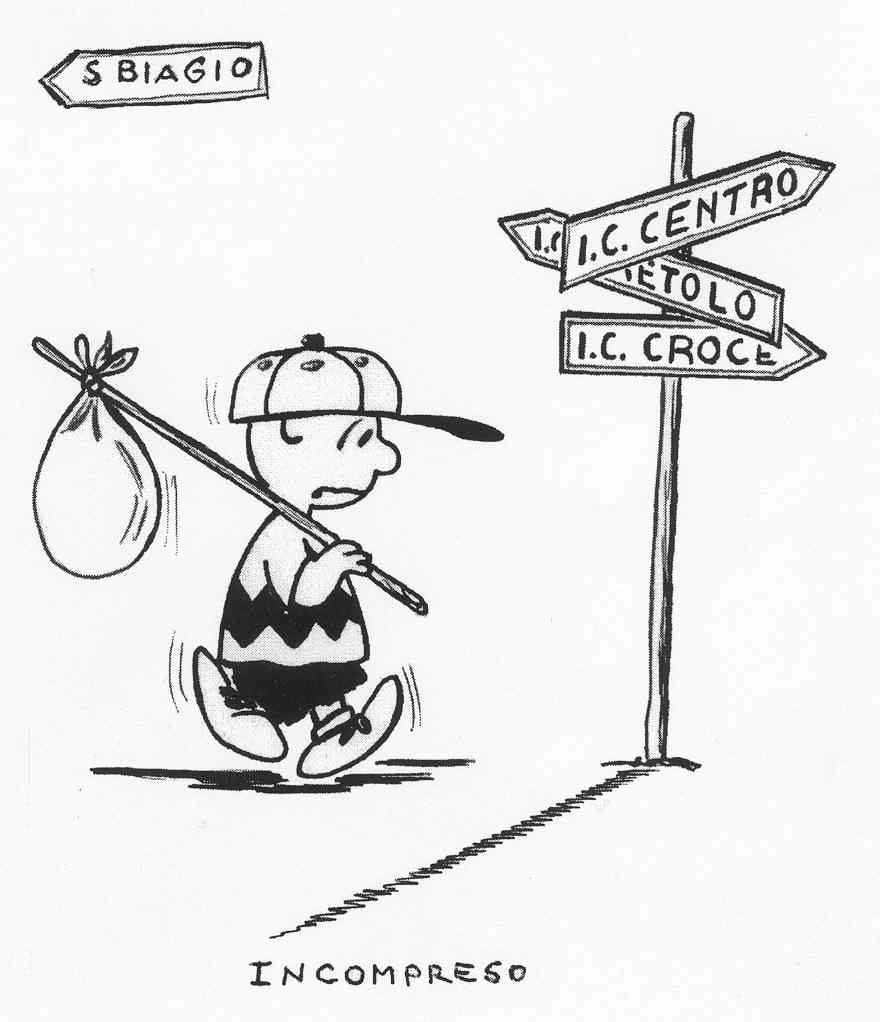 S BIAGIO
I.C. CENTRO
I.C
ETOLO
I.C. CROCE
INCOMPRESO